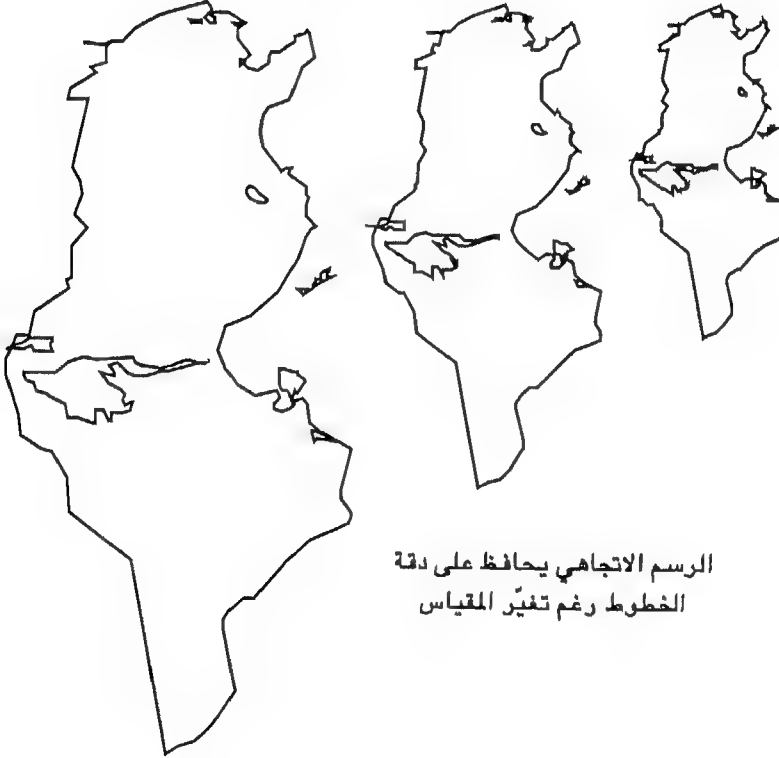 الرسم الاتجاهي يحافظ على دقة
الخطوط رغم تغيّر المقياس